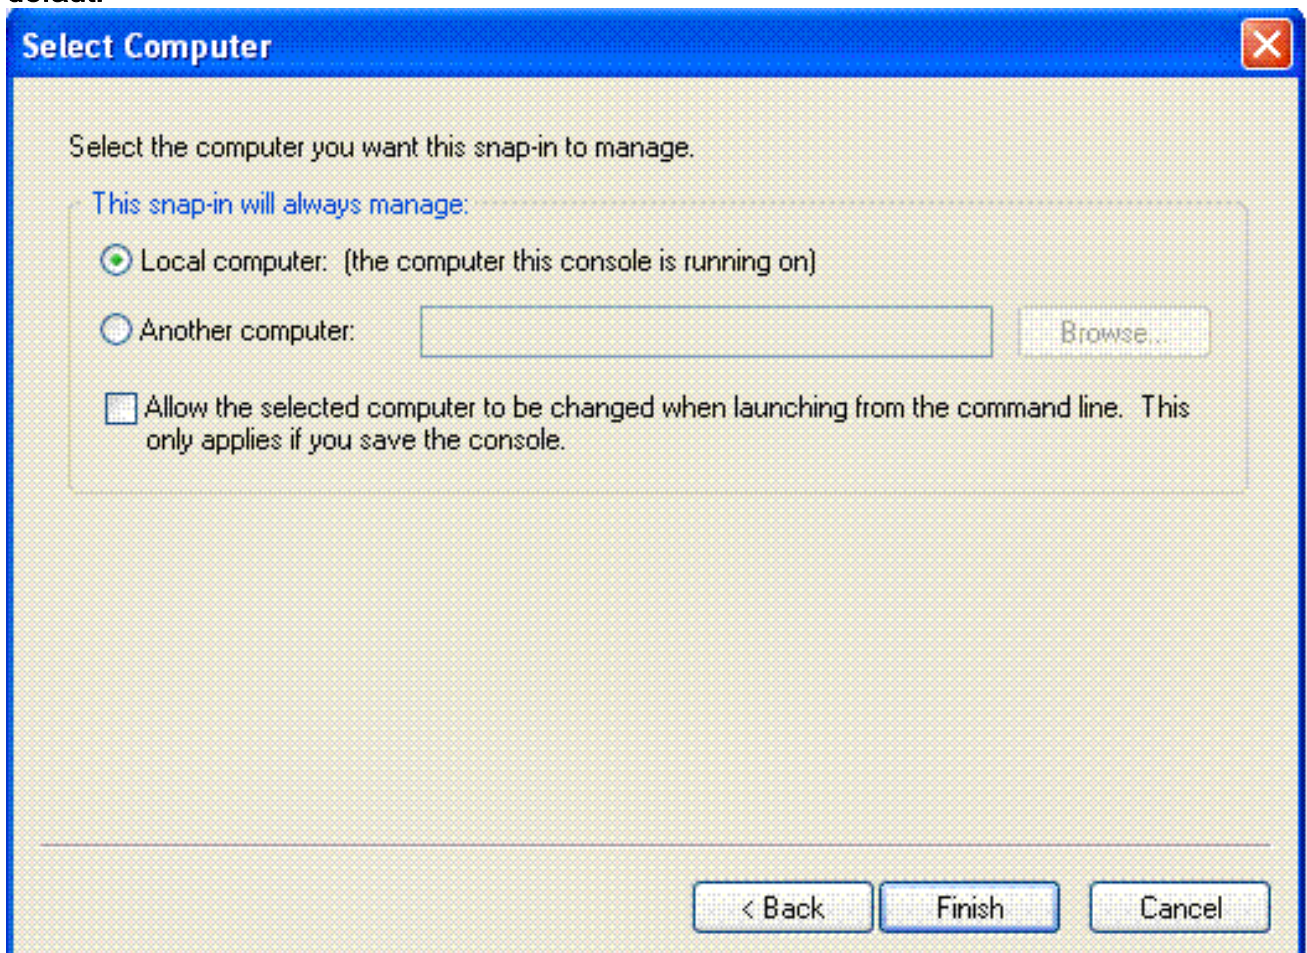 Select Computer
Select the computer you want this snap-in to manage.
This snap-in will always manage:
Local computer:  (the computer this console is running on)
Another computer:
Browse...
Allow the selected computer to be changed when launching from the command line.  This
only applies if you save the console.
< Back
Finish
Cancel